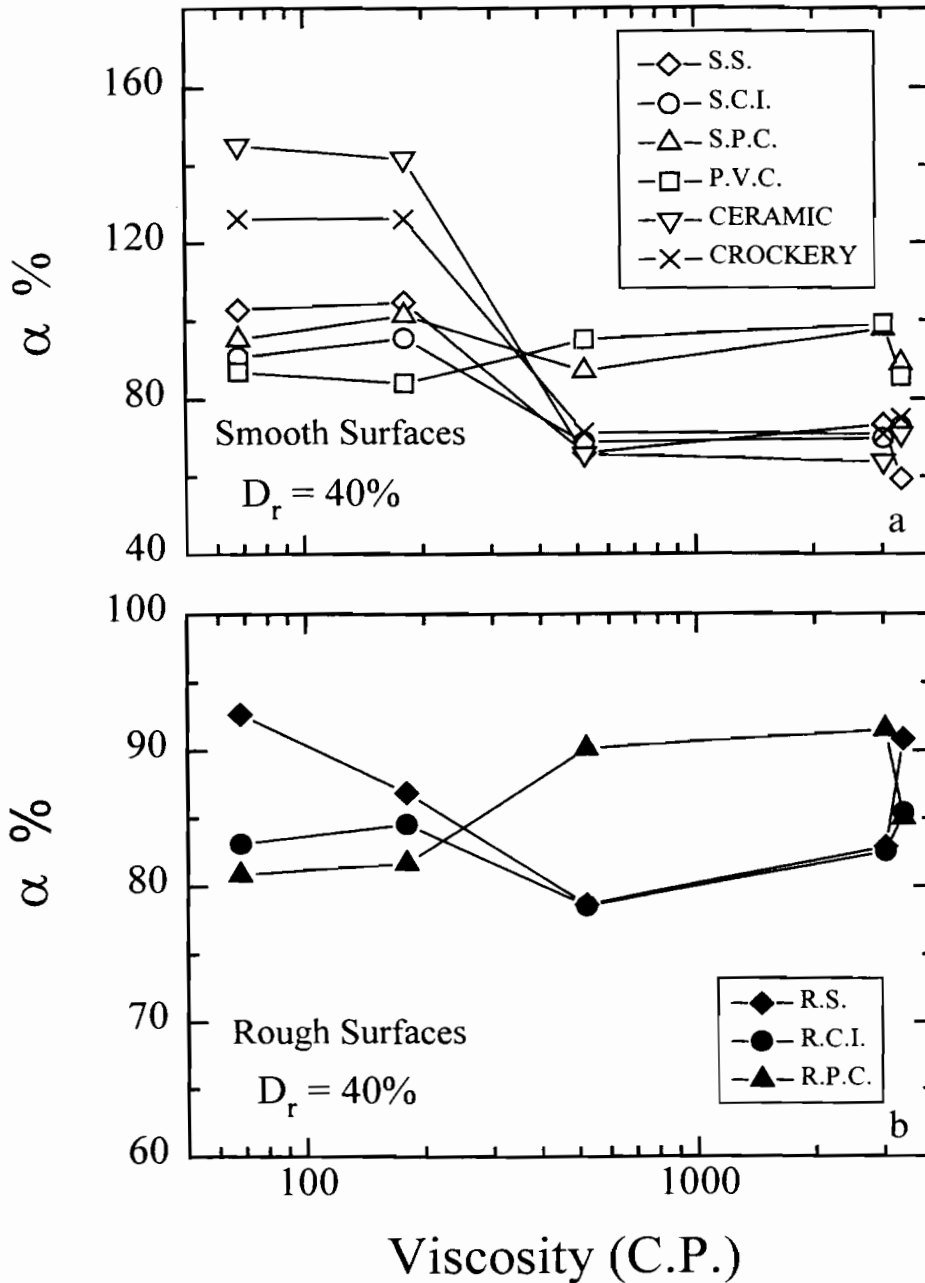 160
120
80
40
α %
S.S.
S.C.I.
S.P.C.
P.V.C.
CERAMIC
CROCKERY
Smooth Surfaces
D_r = 40%
a
100
90
80
70
60
α %
Rough Surfaces
D_r = 40%
R.S.
R.C.I.
R.P.C.
b
100 1000
Viscosity (C.P.)